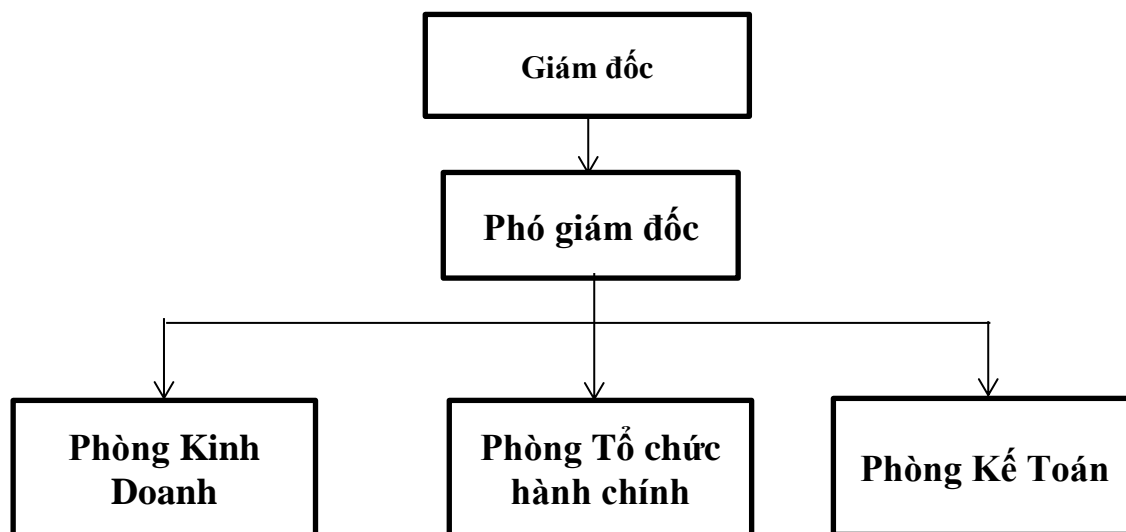 Giám đốc
Phó giám đốc
Phòng Kinh
Doanh
Phòng Tổ chức
hành chính
Phòng Kế Toán